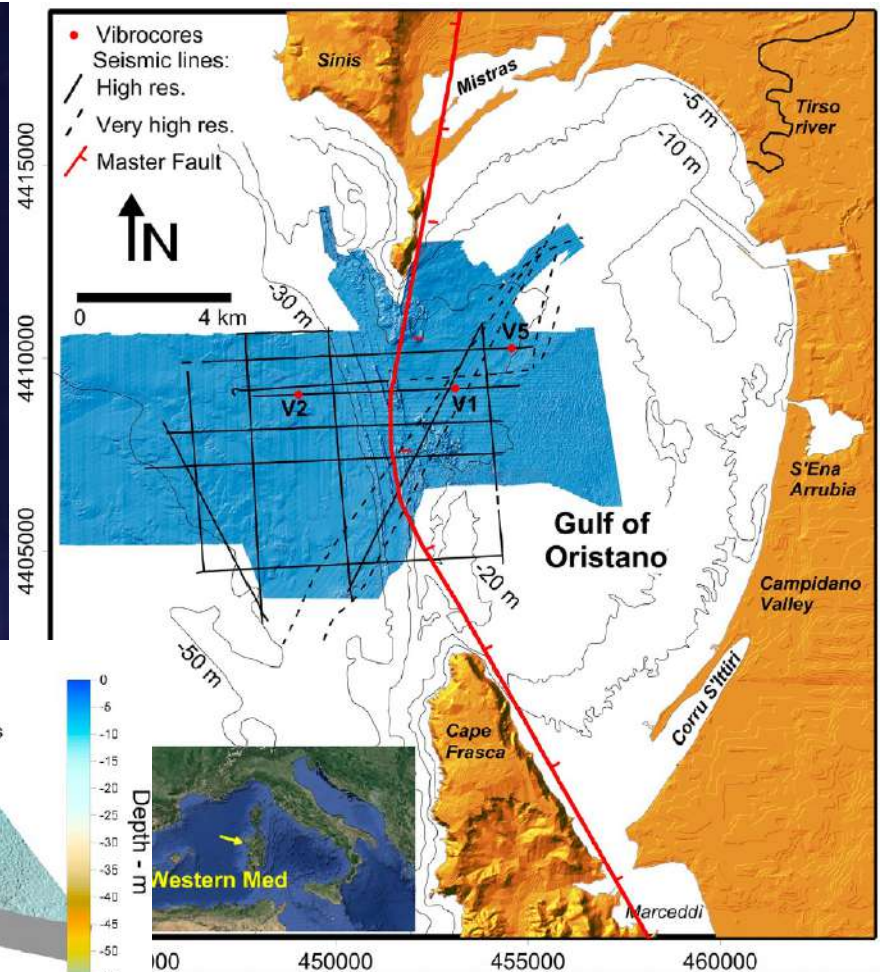 Vibrocores
Seismic lines:
High res.
Very high res.
Master Fault
N
0 4 km
Sinis
Mistras
-5 m
-10 m
Tirso
river
-30 m
V5
V2
V1
S'Ena
Arrubia
Gulf of
Oristano
-20 m
Campidano
Valley
-50 m
Corru S'Ittiri
Cape
Frasca
Marceddi
Western Med
4415000
4410000
4405000
450000
455000
460000
Depth - m
0
-5
-10
-15
-20
-25
-30
-35
-40
-45
-50